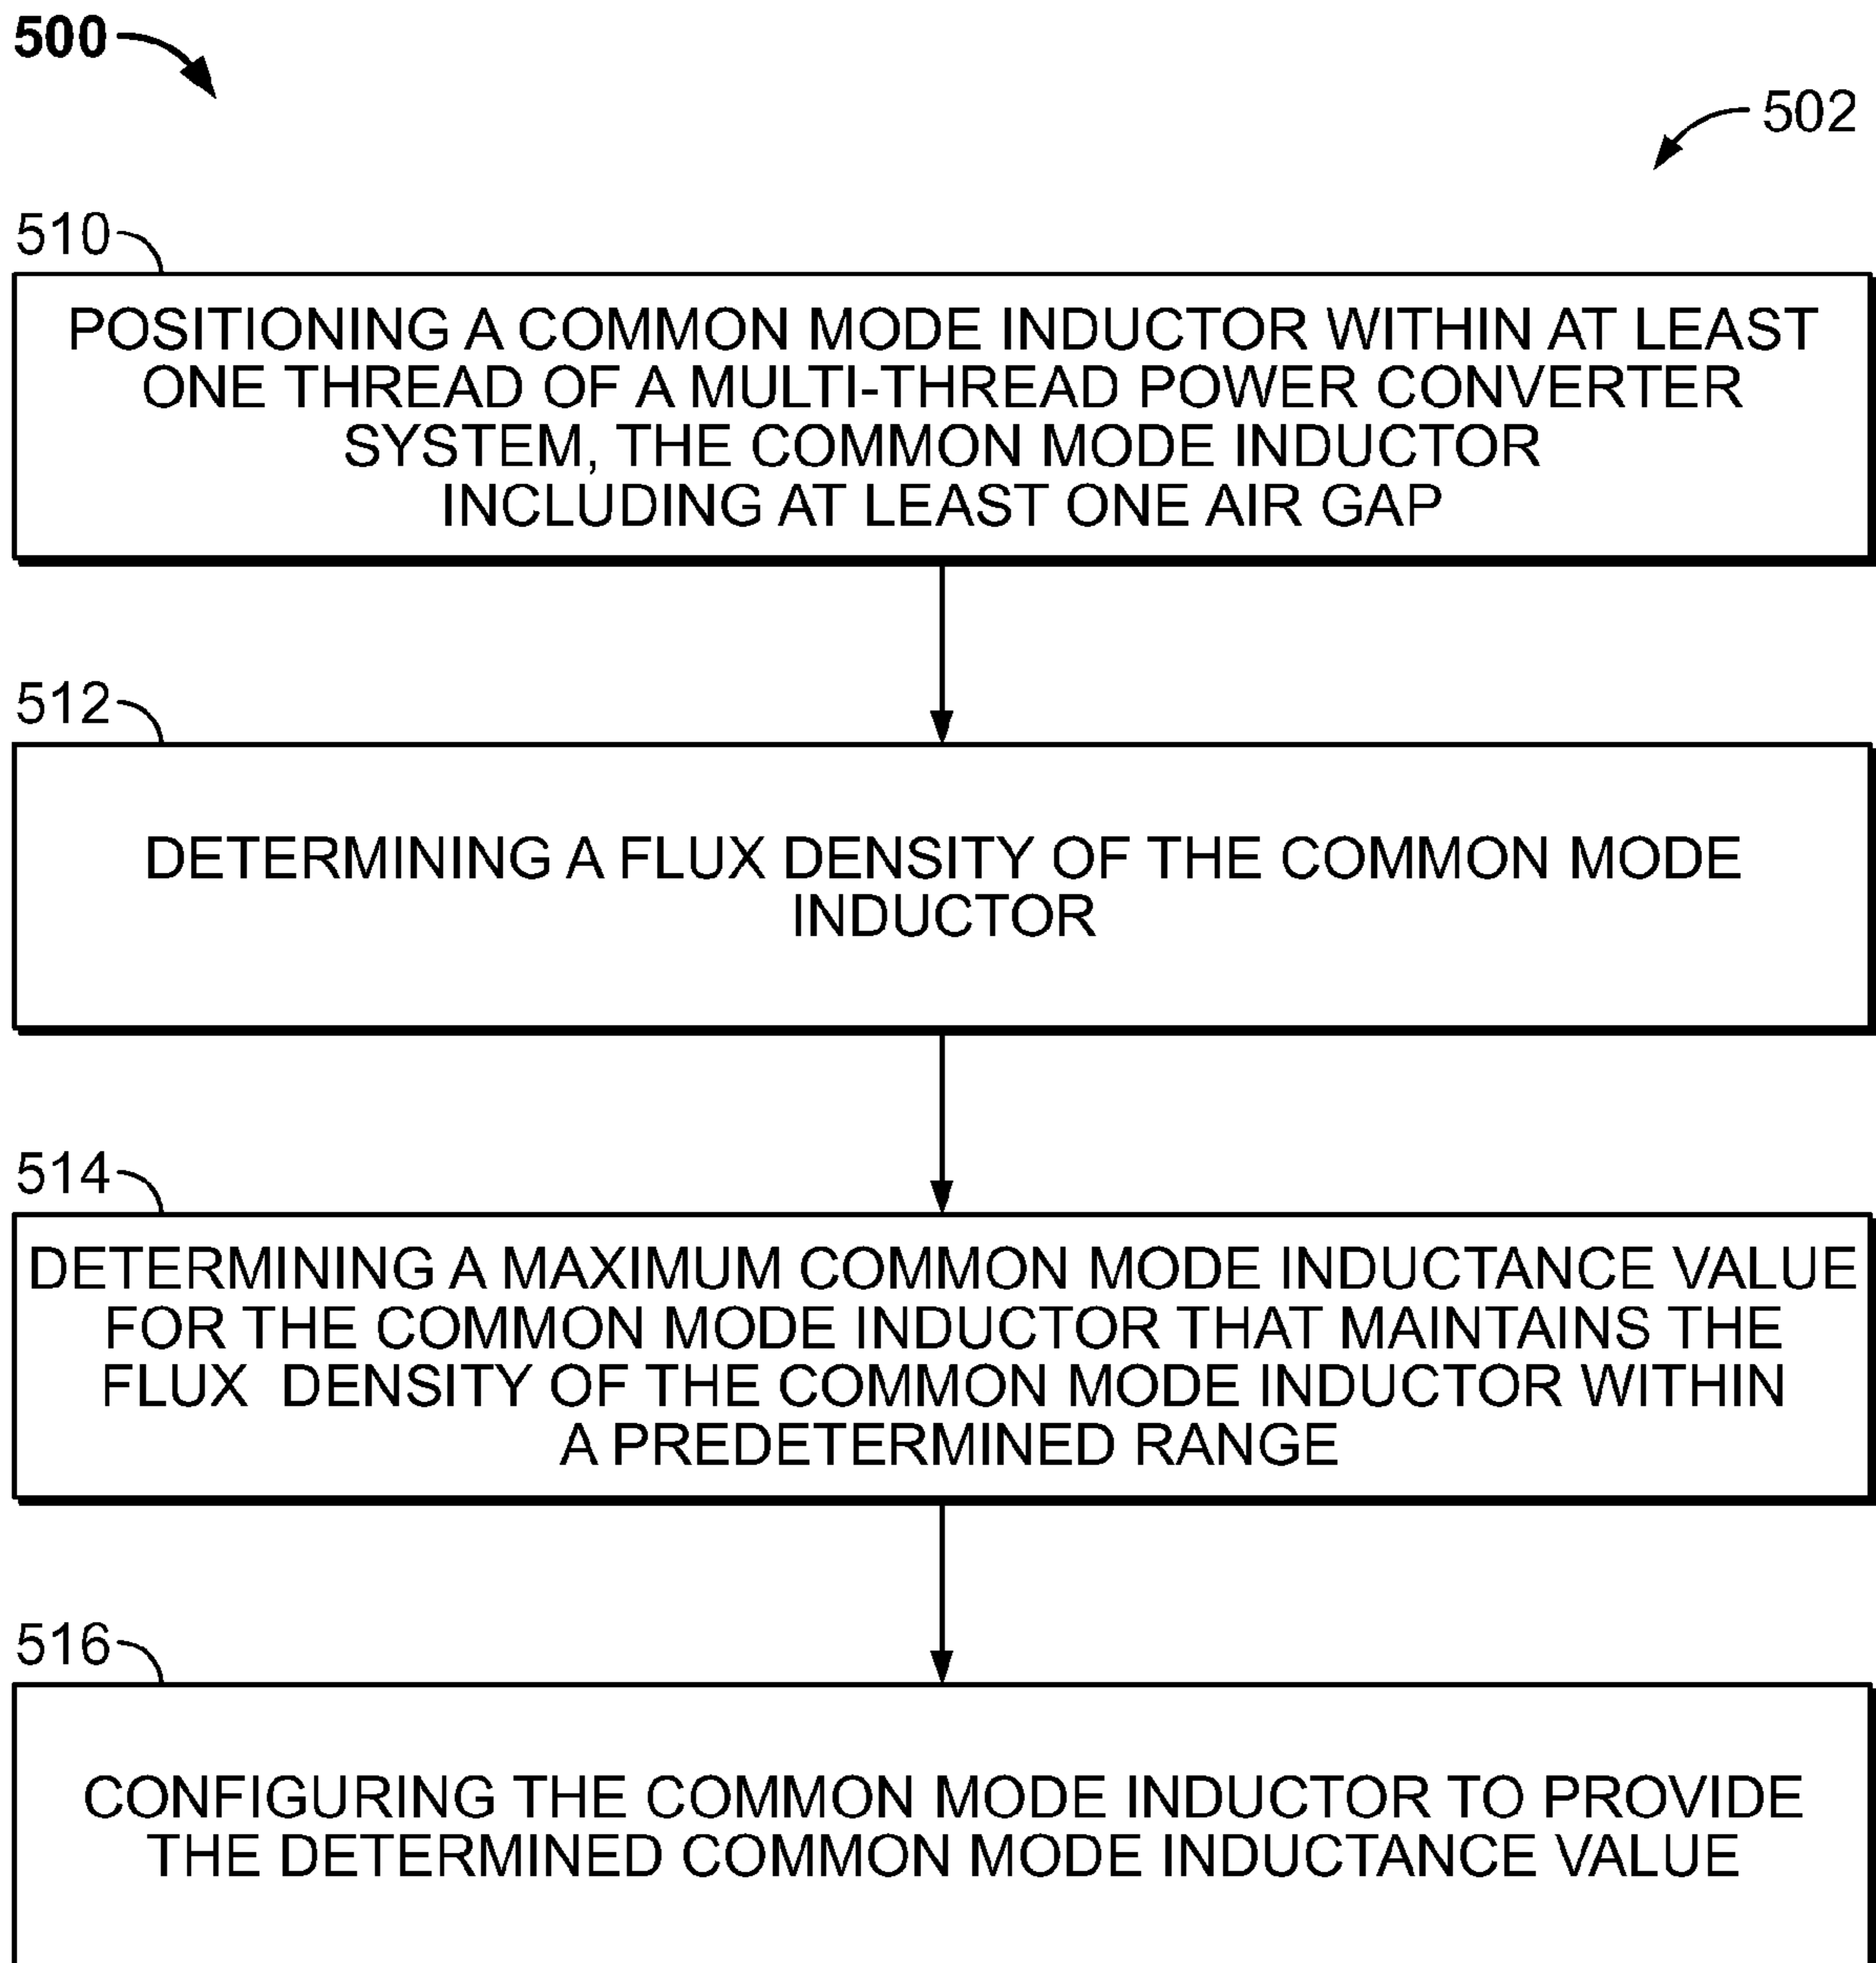 500
502
510
POSITIONING A COMMON MODE INDUCTOR WITHIN AT LEAST
ONE THREAD OF A MULTI-THREAD POWER CONVERTER
SYSTEM, THE COMMON MODE INDUCTOR
INCLUDING AT LEAST ONE AIR GAP
512
DETERMINING A FLUX DENSITY OF THE COMMON MODE
INDUCTOR
514
DETERMINING A MAXIMUM COMMON MODE INDUCTANCE VALUE
FOR THE COMMON MODE INDUCTOR THAT MAINTAINS THE
FLUX DENSITY OF THE COMMON MODE INDUCTOR WITHIN
A PREDETERMINED RANGE
516
CONFIGURING THE COMMON MODE INDUCTOR TO PROVIDE
THE DETERMINED COMMON MODE INDUCTANCE VALUE